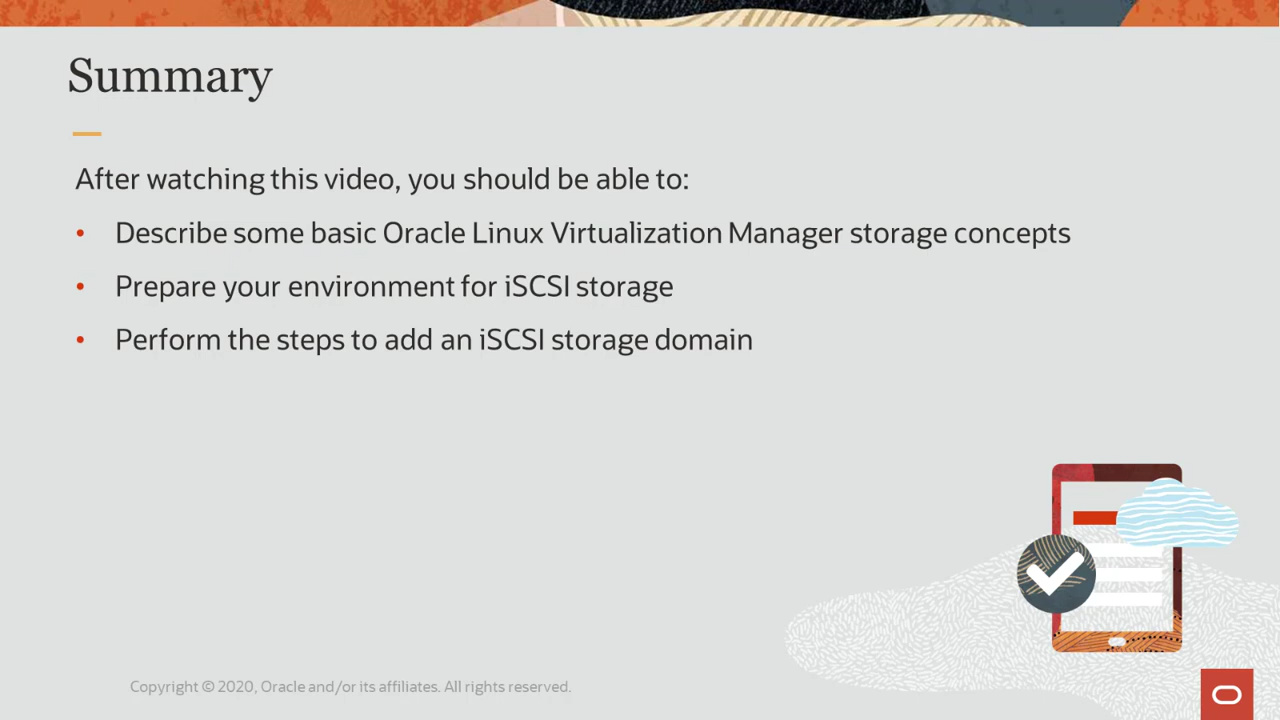 Summary
After watching this video, you should be able to:
• Describe some basic Oracle Linux Virtualization Manager storage concepts
• Prepare your environment for iSCSI storage
• Perform the steps to add an iSCSI storage domain
Copyright © 2020, Oracle and/or its affiliates. All rights reserved.